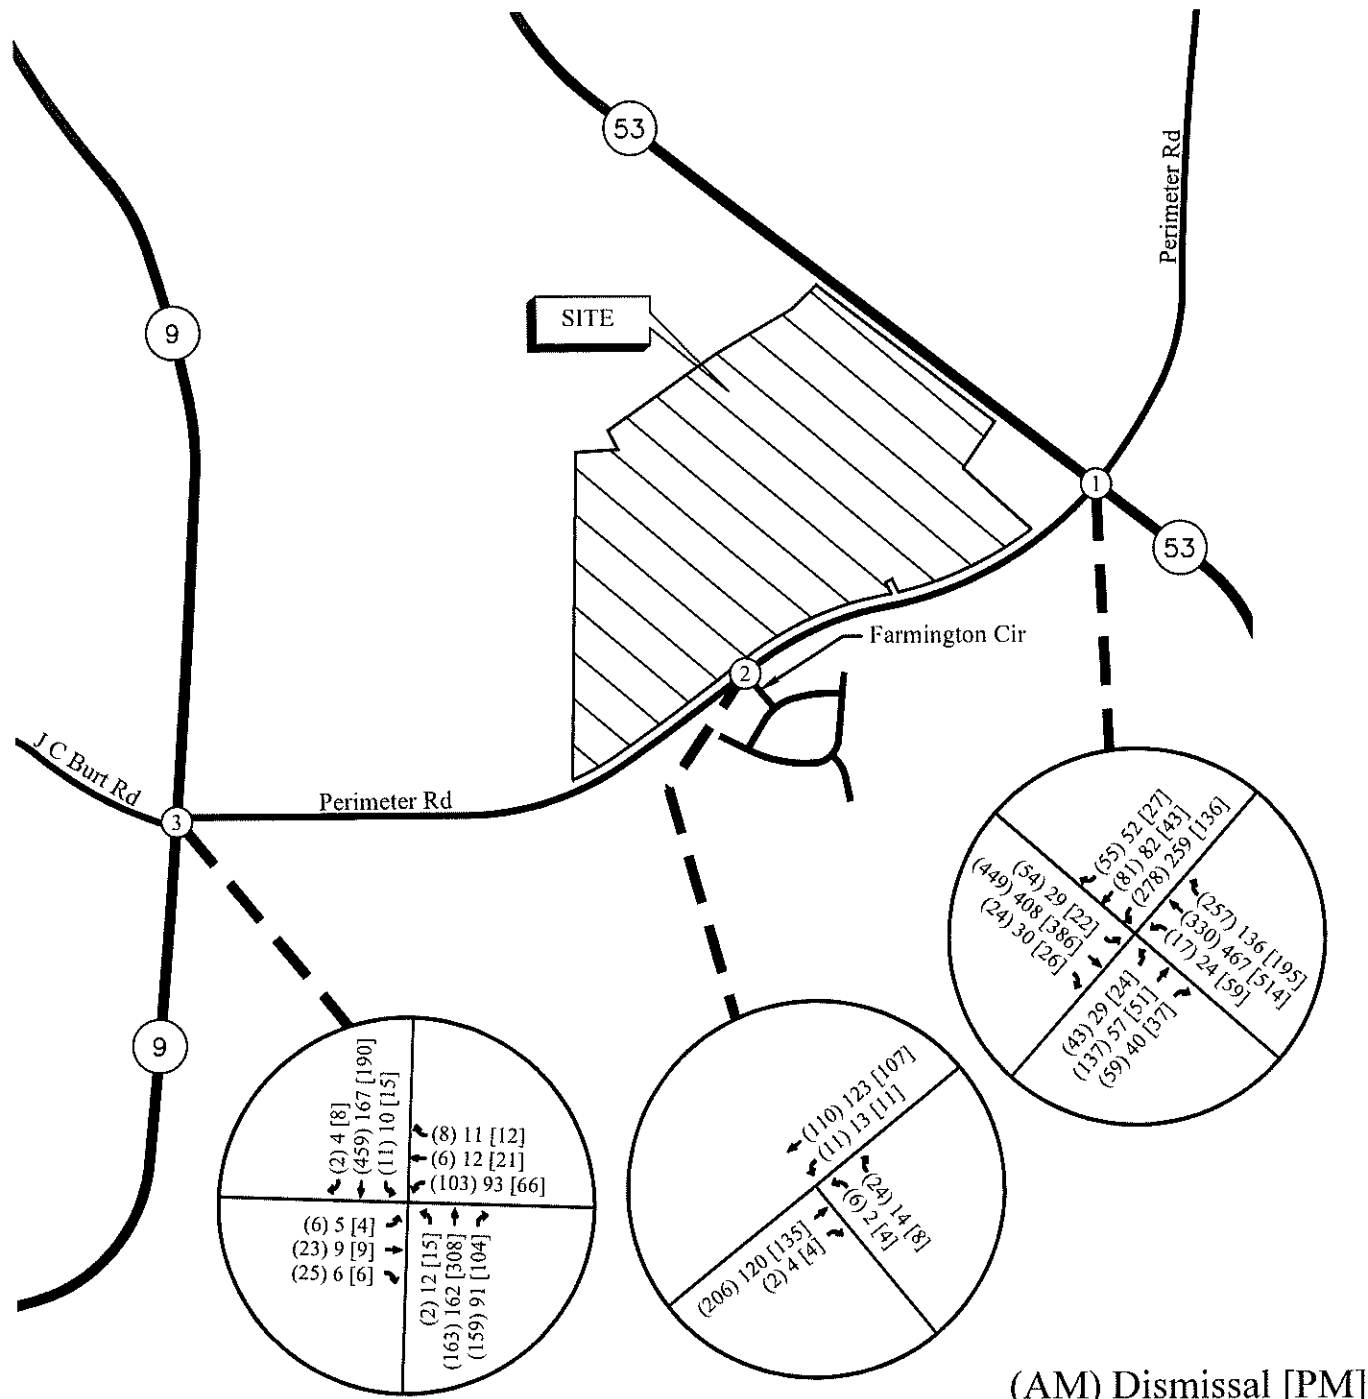 53
Perimeter Rd
9
SITE
1
53
Farmington Cir
2
J C Burt Rd
Perimeter Rd
3
9
(55) 52 [27]
(81) 82 [43]
(278) 259 [136]
(54) 29 [22]
(449) 408 [386]
(24) 30 [26]
(257) 136 [195]
(330) 467 [514]
(17) 24 [59]
(43) 29 [24]
(137) 57 [51]
(59) 40 [37]
(2) 4 [8]
(459) 167 [190]
(11) 10 [15]
(8) 11 [12]
(6) 12 [21]
(103) 93 [66]
(6) 5 [4]
(23) 9 [9]
(25) 6 [6]
(2) 12 [15]
(163) 162 [308]
(159) 91 [104]
(110) 123 [107]
(11) 13 [11]
(24) 14 [8]
(6) 2 [4]
(206) 120 [135]
(2) 4 [4]
(AM) Dismissal [PM]